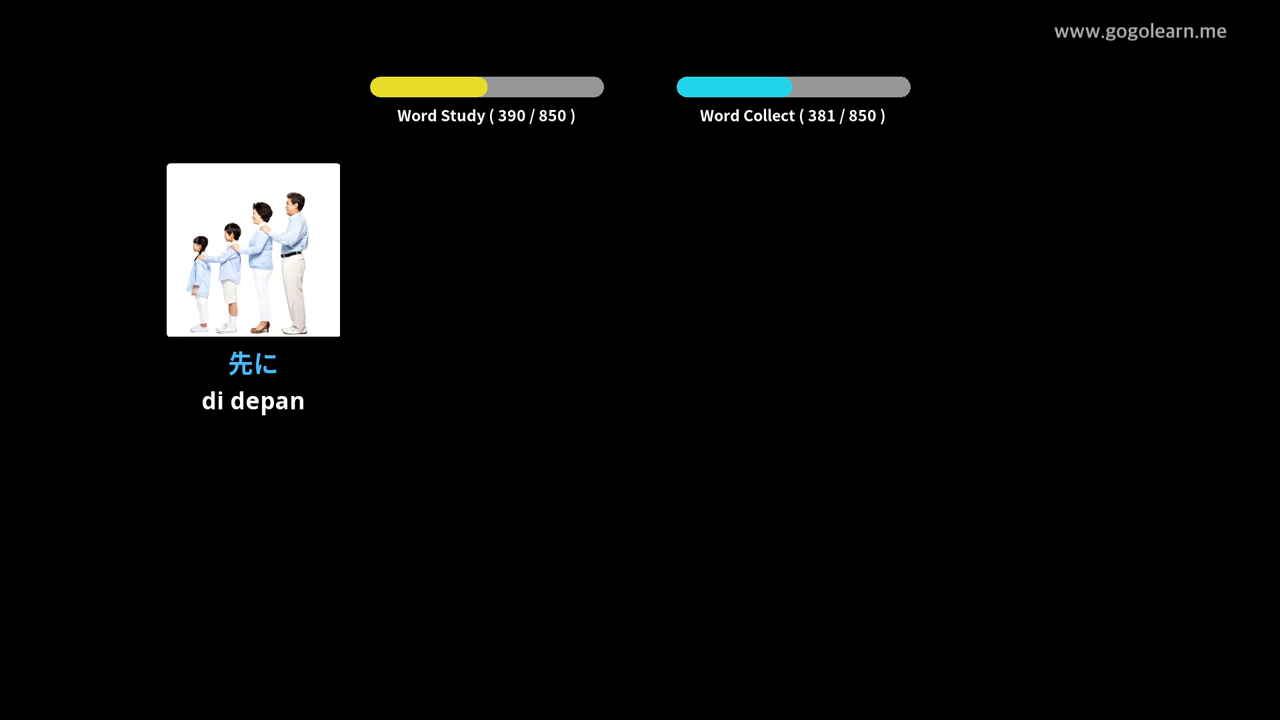 www.gogolearn.me
Word Study ( 390 / 850 )
Word Collect ( 381 / 850 )
先に
di depan